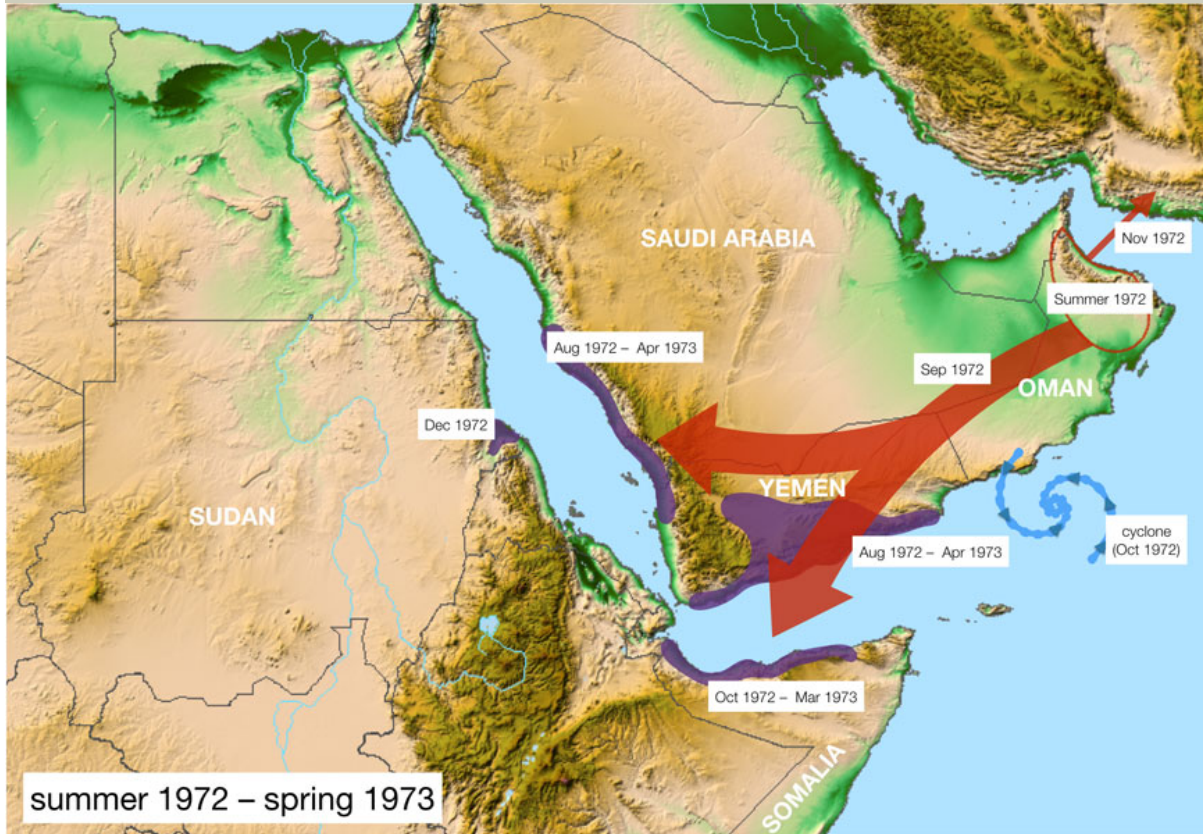 SAUDI ARABIA
Nov 1972
Summer 1972
Aug 1972 – Apr 1973
Sep 1972
OMAN
Dec 1972
YEMEN
SUDAN
cyclone
(Oct 1972)
Aug 1972 – Apr 1973
Oct 1972 – Mar 1973
SOMALIA
summer 1972 – spring 1973